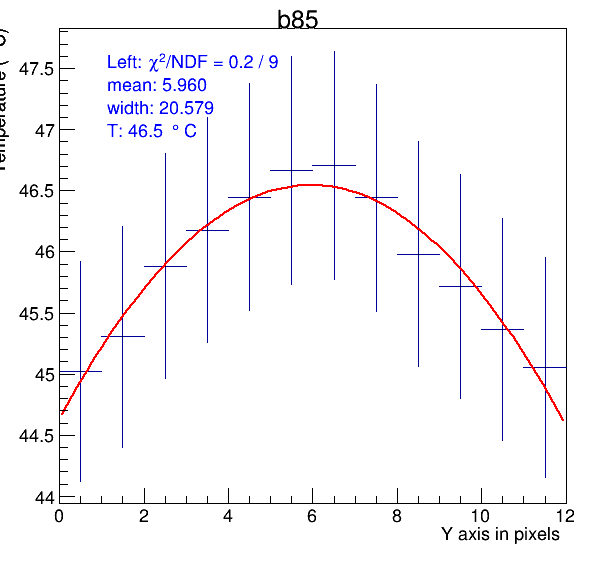 b85
Temperature (°C)
Left: χ²/NDF = 0.2 / 9
mean: 5.960
width: 20.579
T: 46.5 °C
47.5
47
46.5
46
45.5
45
44.5
44
0 2 4 6 8 10 12
Y axis in pixels